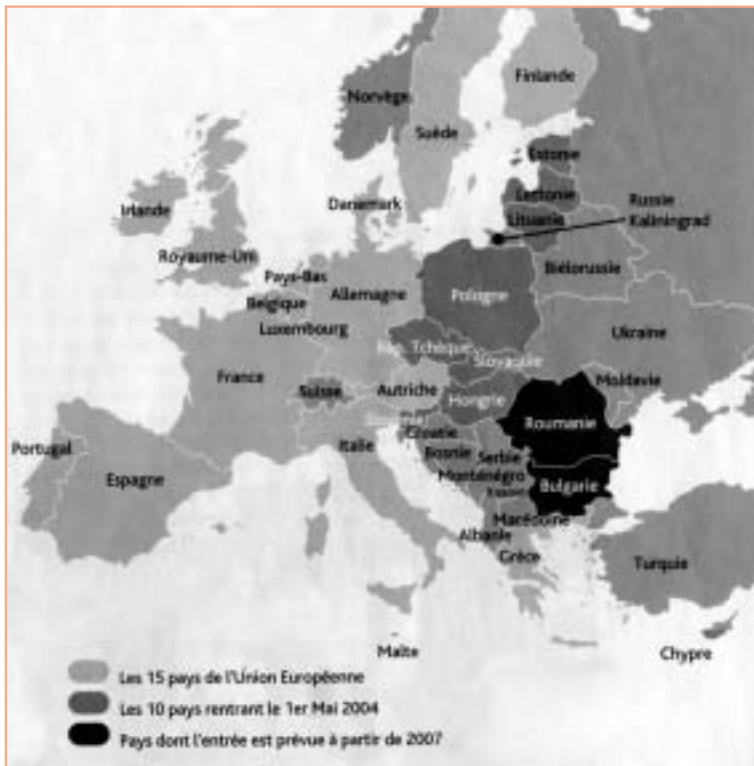 Finlande
Norvège
Suède
Estonie
Lectonie
Russie
Kaliningrad
Lituanie
Danemark
Irlande
Royaume-Uni
Pays-Bas
Biélorussie
Belgique
Allemagne
Pologne
Luxembourg
Ukraine
Rép. Tchèque
Slovaquie
France
Moldavie
Suisse
Autriche
Hongrie
Roumanie
Croatie
Italie
Bosnie
Serbie
Portugal
Espagne
Monténégro
Bulgarie
Macédoine
Albanie
Grèce
Turquie
Malte
Chypre
Les 15 pays de l'Union Européenne
Les 10 pays rentrant le 1er Mai 2004
Pays dont l'entrée est prévue à partir de 2007